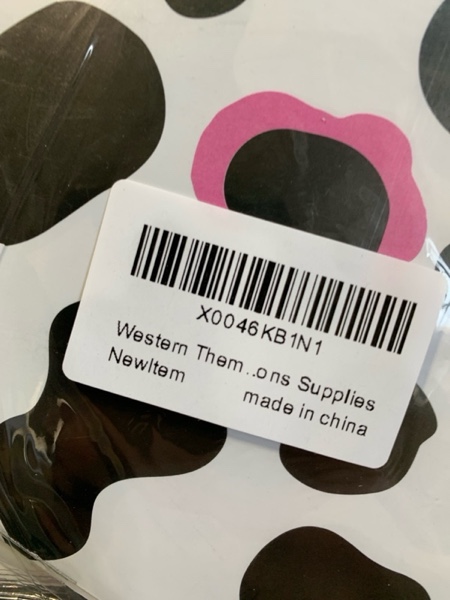 X0046KB1N1
Western Them...ons Supplies
NewItem
made in china